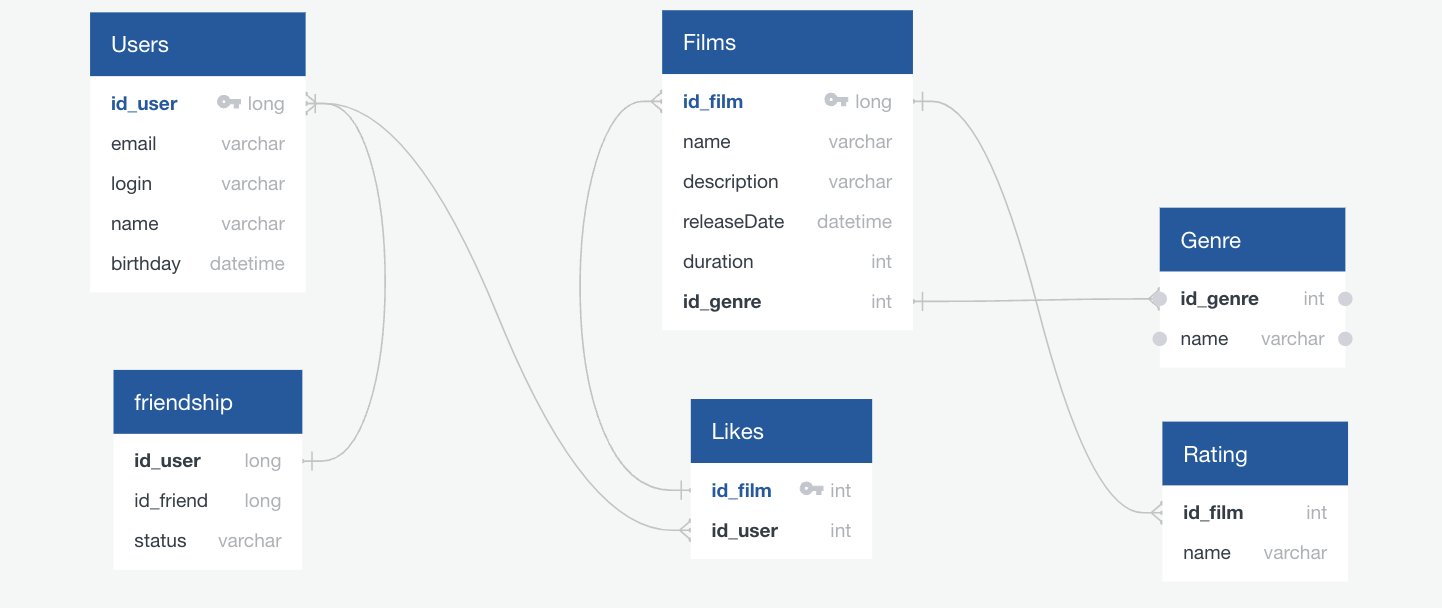 Users
id_user long
email varchar
login varchar
name varchar
birthday datetime
friendship
id_user long
id_friend long
status varchar
Films
id_film long
name varchar
description varchar
releaseDate datetime
duration int
id_genre int
Likes
id_film int
id_user int
Genre
id_genre int
name varchar
Rating
id_film int
name varchar